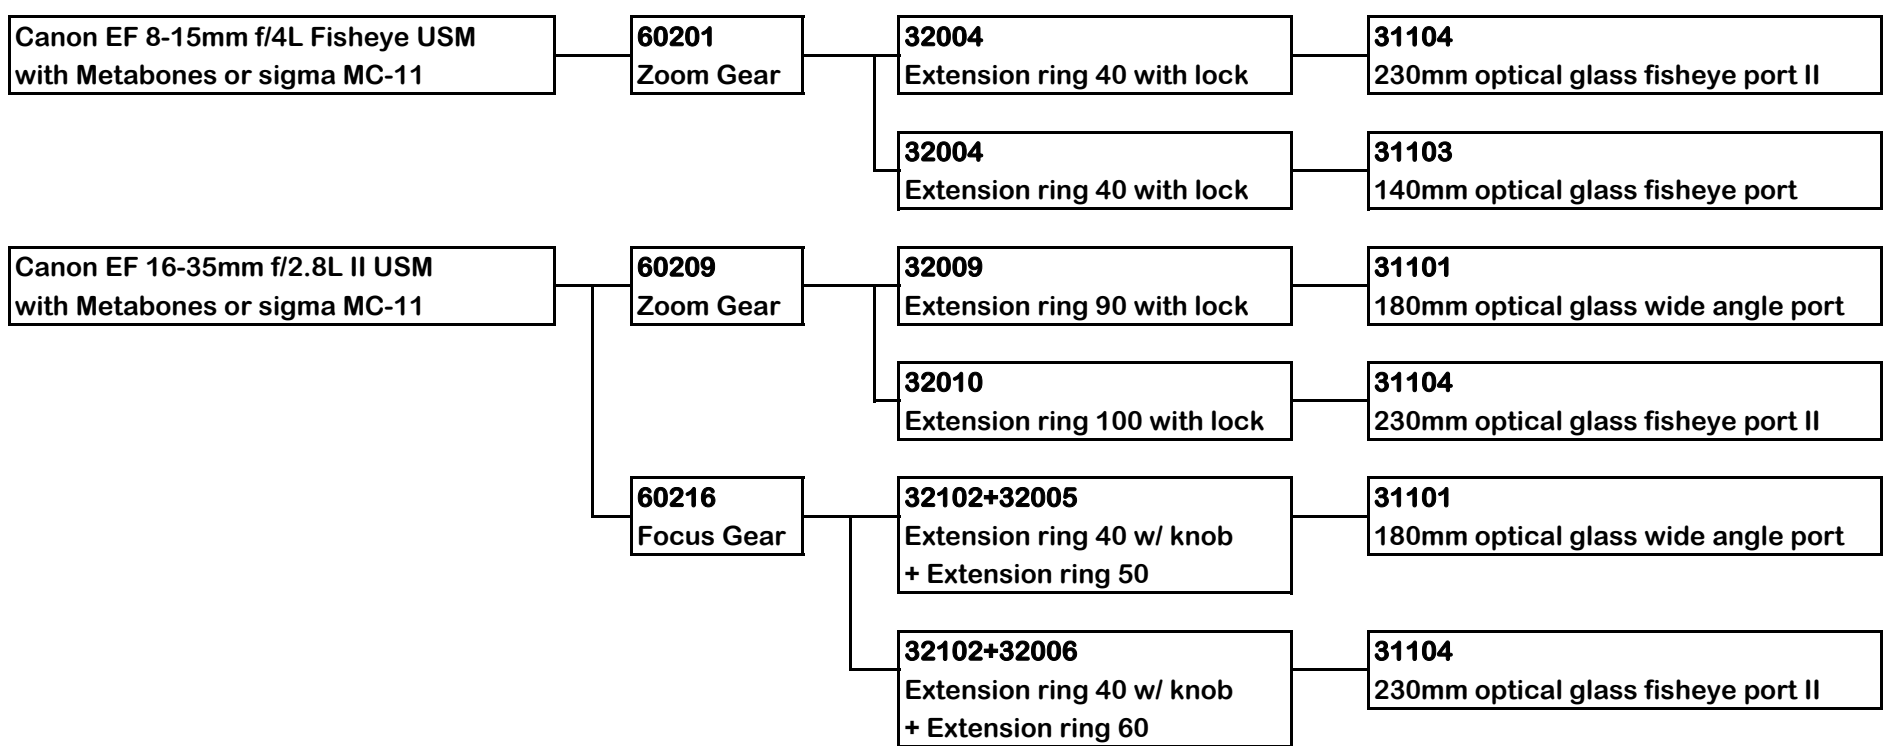 Canon EF 8-15mm f/4L Fisheye USM
with Metabones or sigma MC-11
60201
Zoom Gear
32004
Extension ring 40 with lock
31104
230mm optical glass fisheye port II
32004
Extension ring 40 with lock
31103
140mm optical glass fisheye port
Canon EF 16-35mm f/2.8L II USM
with Metabones or sigma MC-11
60209
Zoom Gear
32009
Extension ring 90 with lock
31101
180mm optical glass wide angle port
32010
Extension ring 100 with lock
31104
230mm optical glass fisheye port II
60216
Focus Gear
32102+32005
Extension ring 40 w/ knob
+ Extension ring 50
31101
180mm optical glass wide angle port
32102+32006
Extension ring 40 w/ knob
+ Extension ring 60
31104
230mm optical glass fisheye port II